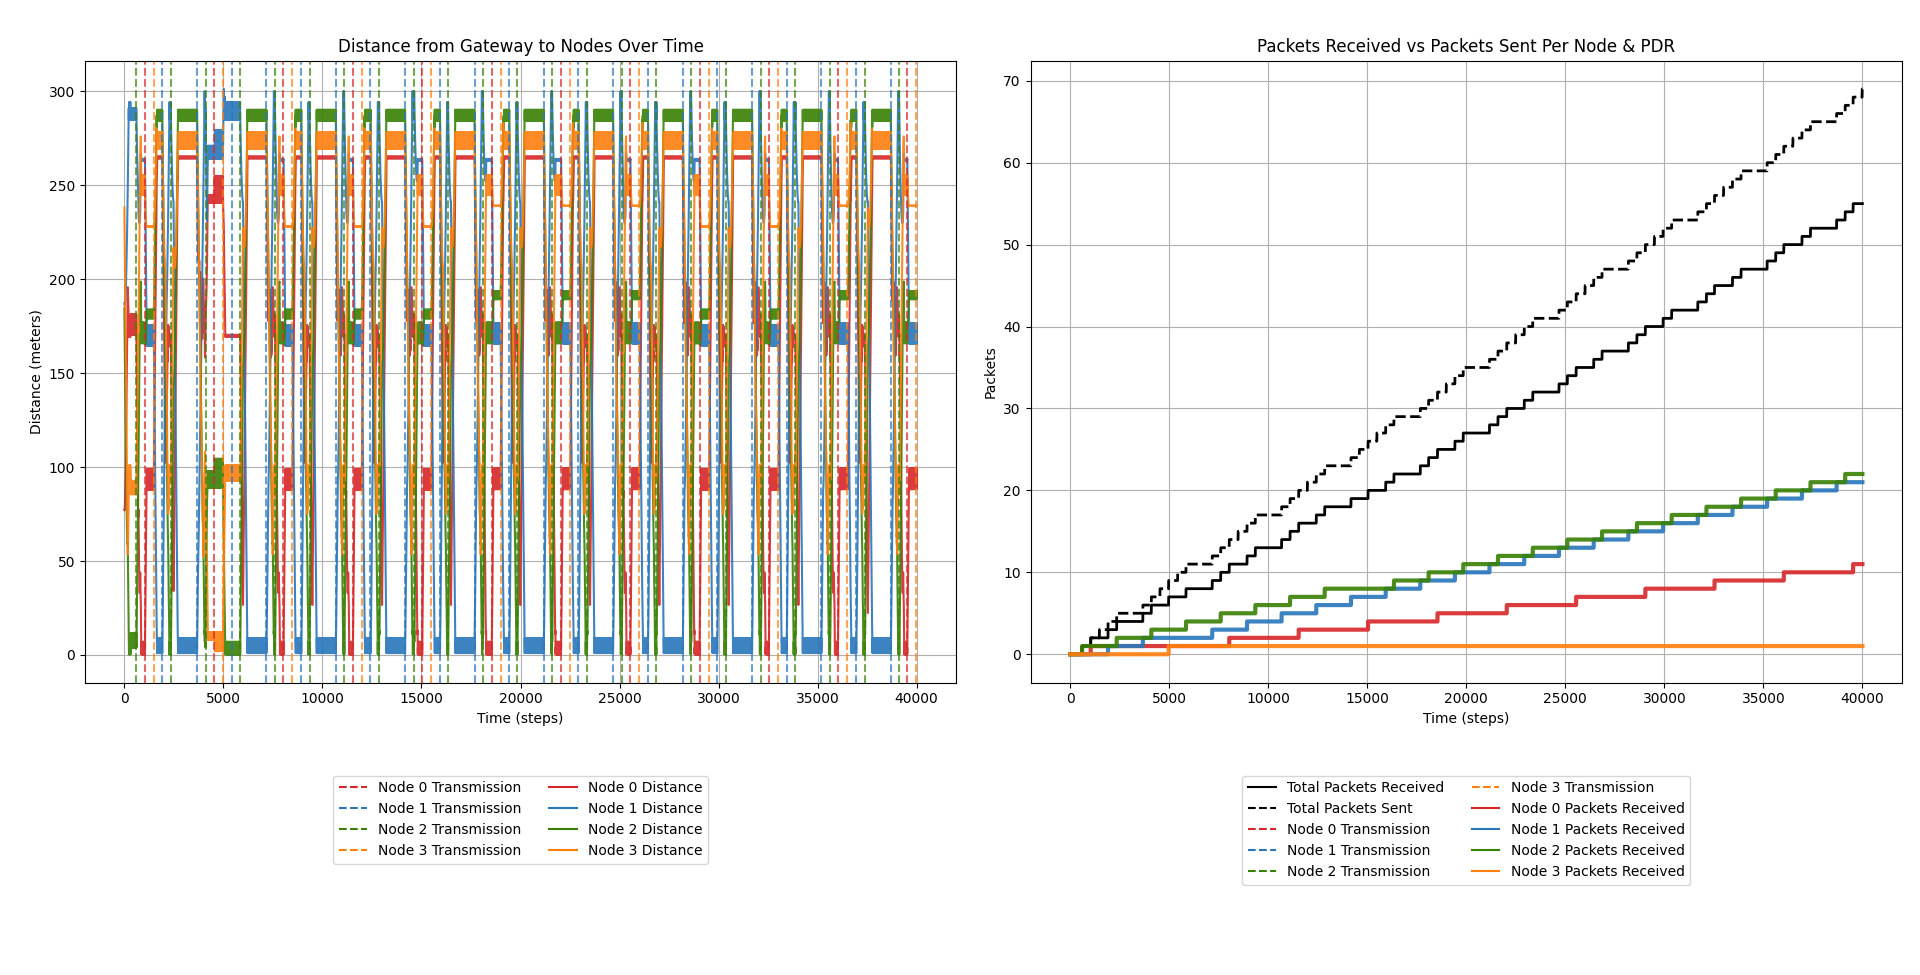 Distance from Gateway to Nodes Over Time
300
250
200
150
100
50
0
Distance (meters)
0 5000 10000 15000 20000 25000 30000 35000 40000
Time (steps)
Node 0 Transmission Node 0 Distance
Node 1 Transmission Node 1 Distance
Node 2 Transmission Node 2 Distance
Node 3 Transmission Node 3 Distance
Packets Received vs Packets Sent Per Node & PDR
70
60
50
40
30
20
10
0
Packets
0 5000 10000 15000 20000 25000 30000 35000 40000
Time (steps)
Total Packets Received Node 3 Transmission
Total Packets Sent Node 0 Packets Received
Node 0 Transmission Node 1 Packets Received
Node 1 Transmission Node 2 Packets Received
Node 2 Transmission Node 3 Packets Received